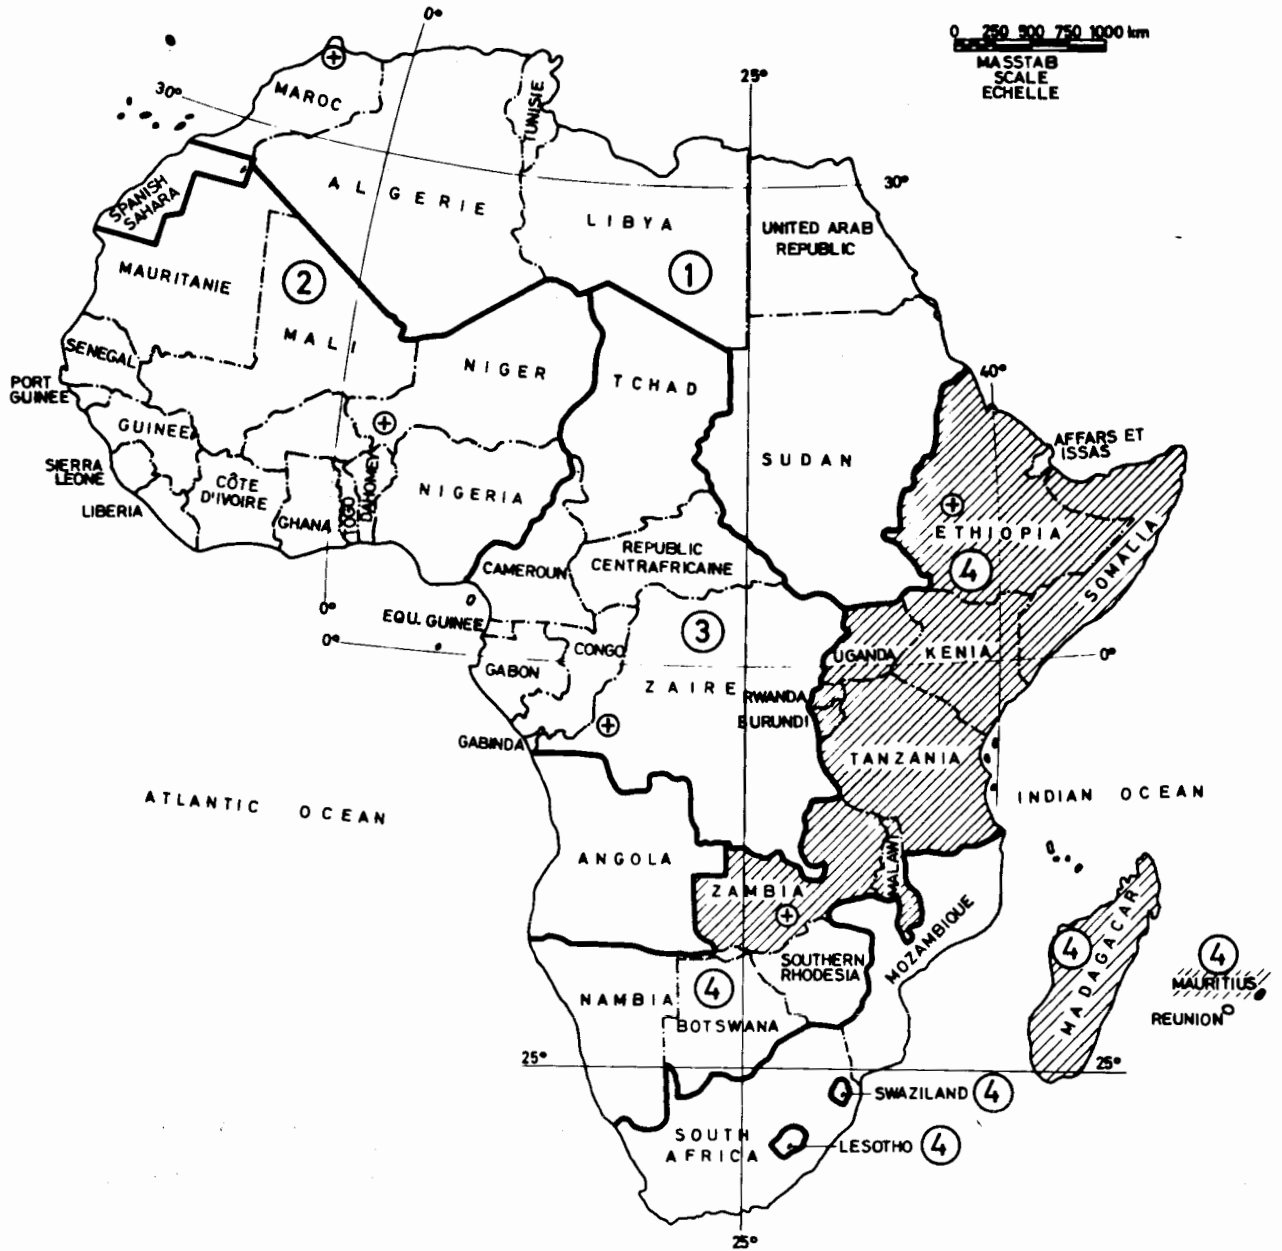 0°
0 250 500 750 1000 km
MASSTAB
SCALE
ECHELLE
25°
30°
MAROC
TUNISIE
ALGERIE
30°
SPANISH
SAHARA
LIBYA
UNITED ARAB
REPUBLIC
1
MAURITANIE
2
MALI
SENEGAL
NIGER
TCHAD
40°
PORT
GUINEE
GUINEE
AFFARS ET
ISSAS
SIERRA
LEONE
CÔTE
D'IVOIRE
SUDAN
NIGERIA
LIBERIA
GHANA
TOGO
DAHOMEY
ETHIOPIA
4
SOMALIA
REPUBLIC
CENTRAFRICAINE
CAMEROUN
0°
EQU. GUINEE
3
0°
CONGO
UGANDA
KENIA
0°
GABON
ZAIRE
RWANDA
BURUNDI
GABINDA
TANZANIA
ATLANTIC OCEAN
INDIAN OCEAN
ANGOLA
MALAWI
ZAMBIA
MOZAMBIQUE
MADAGACAR
4
4
MAURITIUS
REUNION
SOUTHERN
RHODESIA
NAMBIA
4
BOTSWANA
25°
25°
SWAZILAND 4
SOUTH
AFRICA
LESOTHO 4
25°